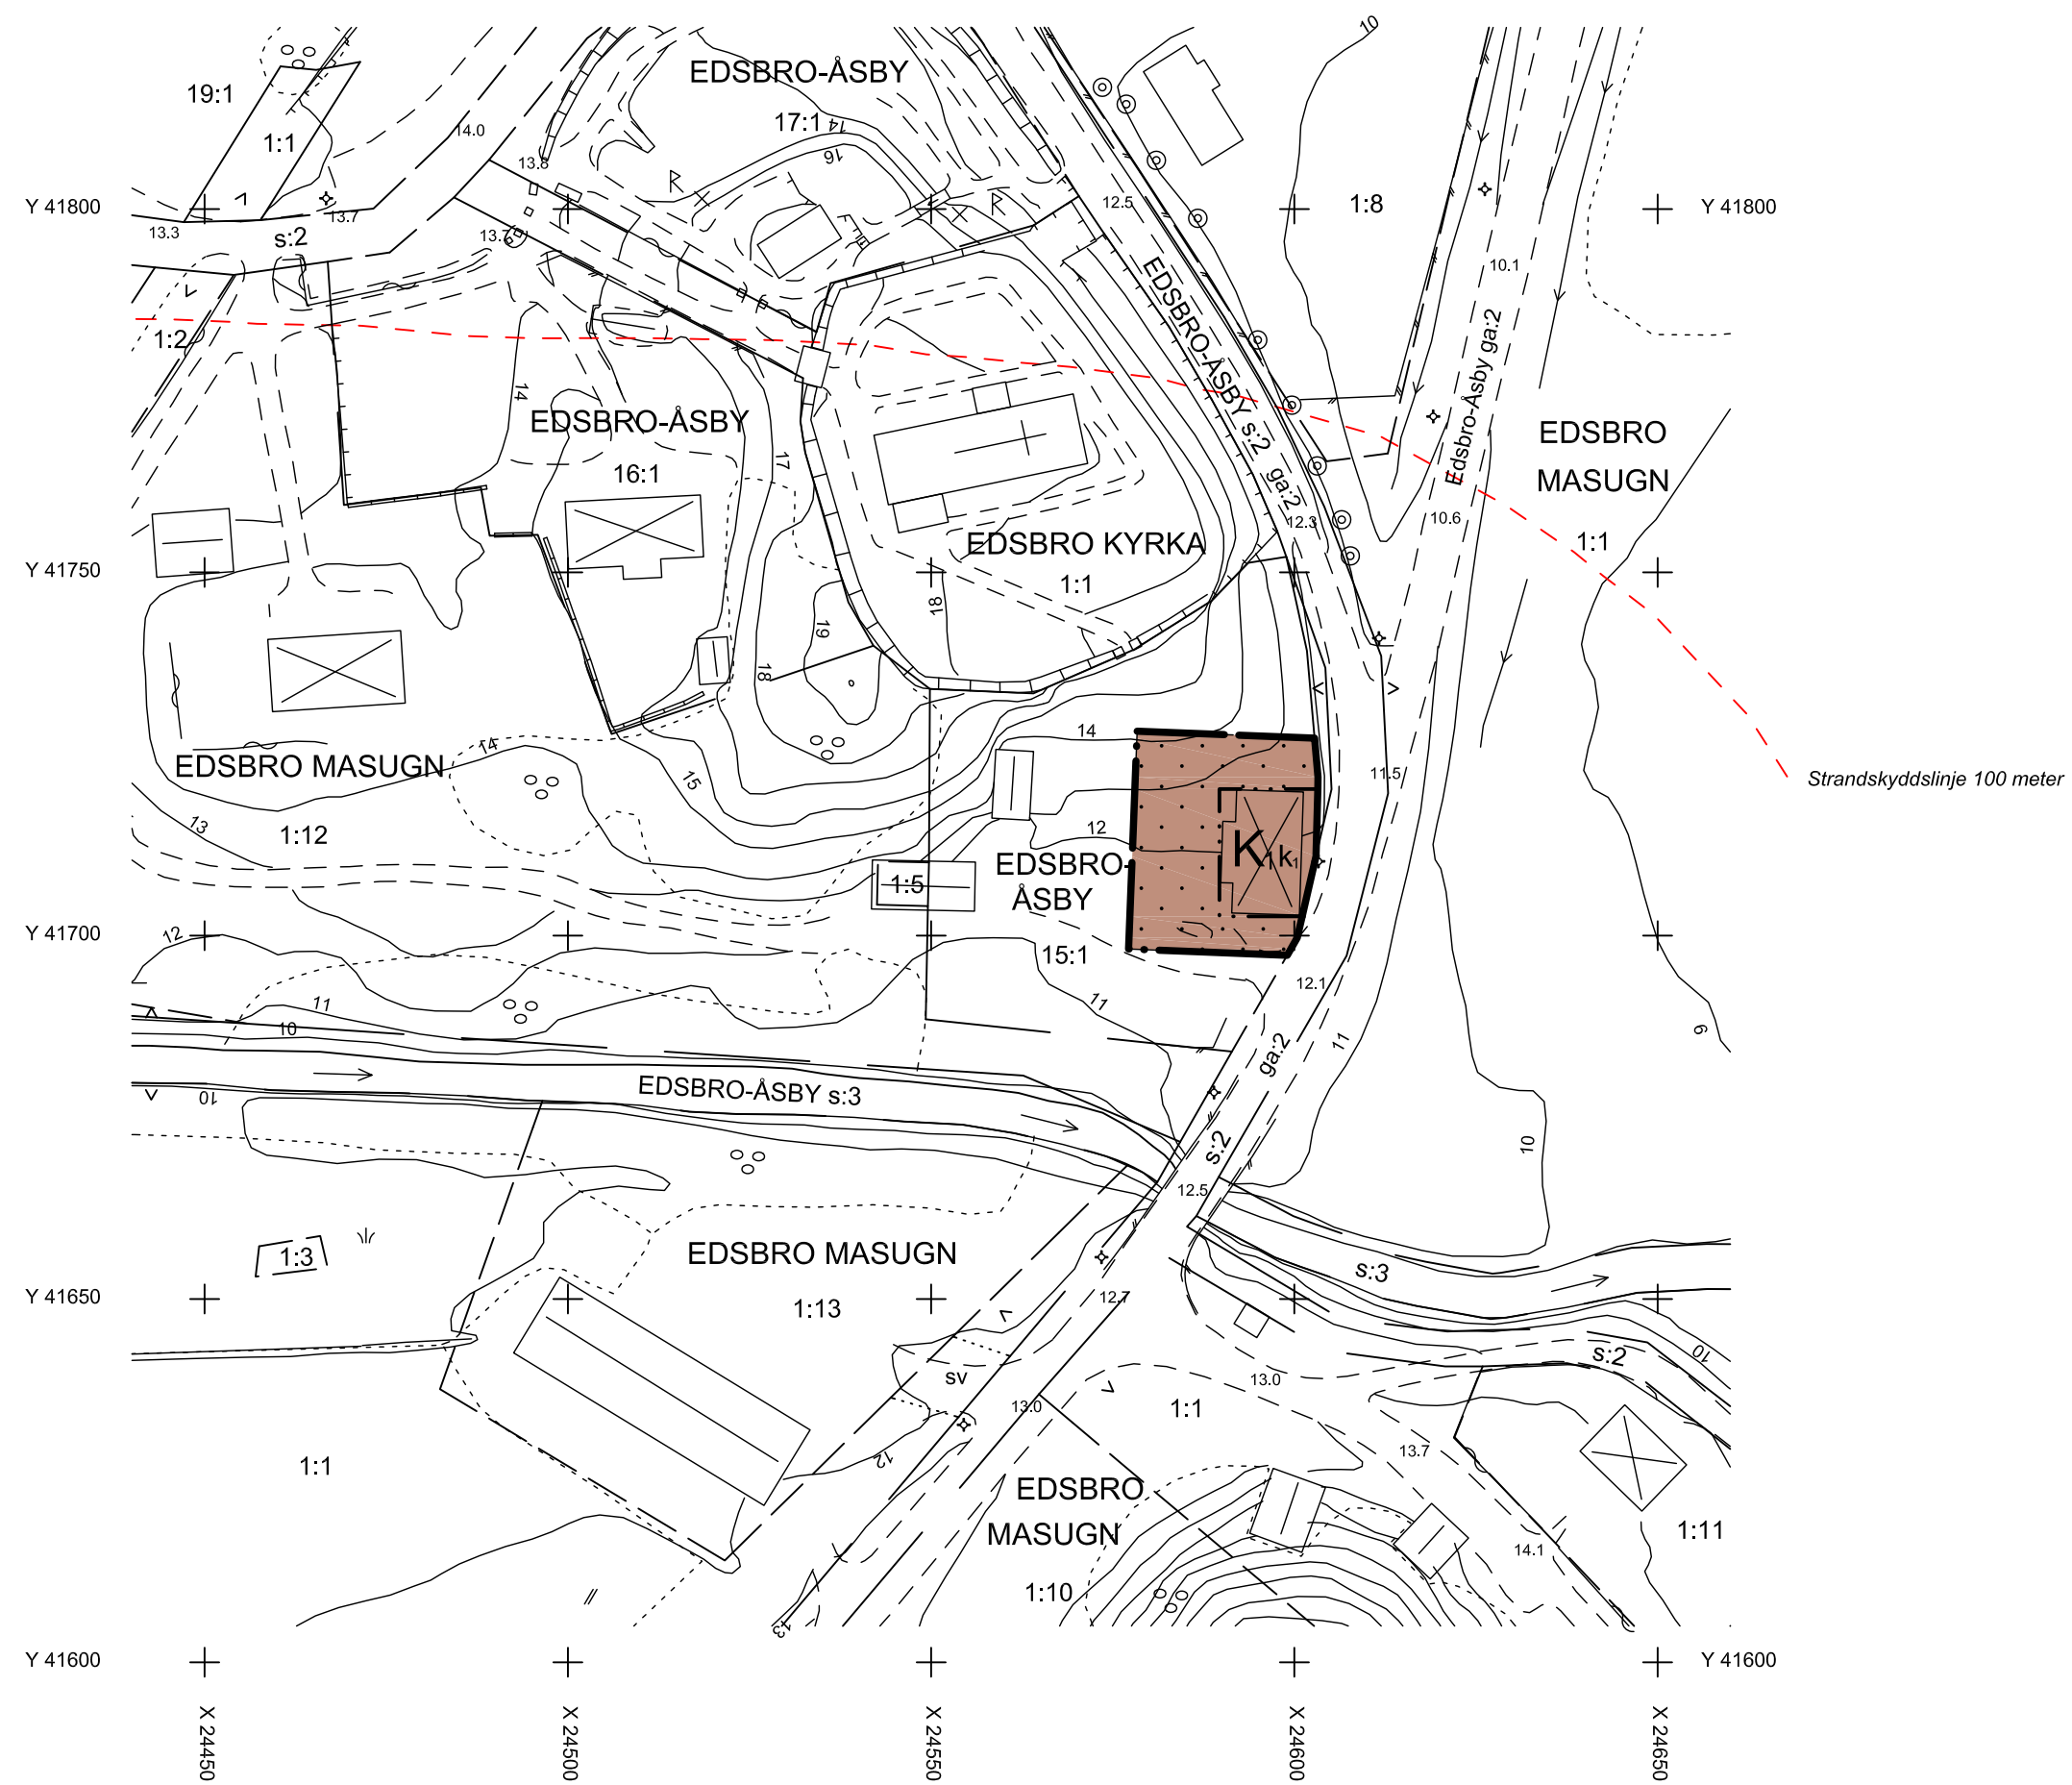 10
EDSBRO-ÅSBY
19:1
17:1
14
14.0
1:1
16
13.8
R
R
12.5
1:8
Y 41800
13.7
Y 41800
13.3
s:2
13.7
10.1
1:2
EDSBRO-ÅSBY s:2
ga:2
Edsbro-Åsby ga:2
14
EDSBRO-ÅSBY
16:1
17
EDSBRO
MASUGN
1:1
12.3
10.6
EDSBRO KYRKA
1:1
Y 41750
18
19
18
14
14
EDSBRO MASUGN
15
11.5
Strandskyddslinje 100 meter
13
1:12
12
K1 k1
EDSBRO-
ÅSBY
1:5
Y 41700
12
15:1
12.1
11
11
10
9
11
ga:2
EDSBRO-ÅSBY s:3
10
s:2
10
12.5
EDSBRO MASUGN
1:3
s:3
1:13
12.7
Y 41650
10
s:2
sv
13.0
13.0
1:1
13.7
12
1:1
EDSBRO
MASUGN
1:11
14.1
1:10
13
Y 41600
Y 41600
X 24450
X 24500
X 24550
X 24600
X 24650